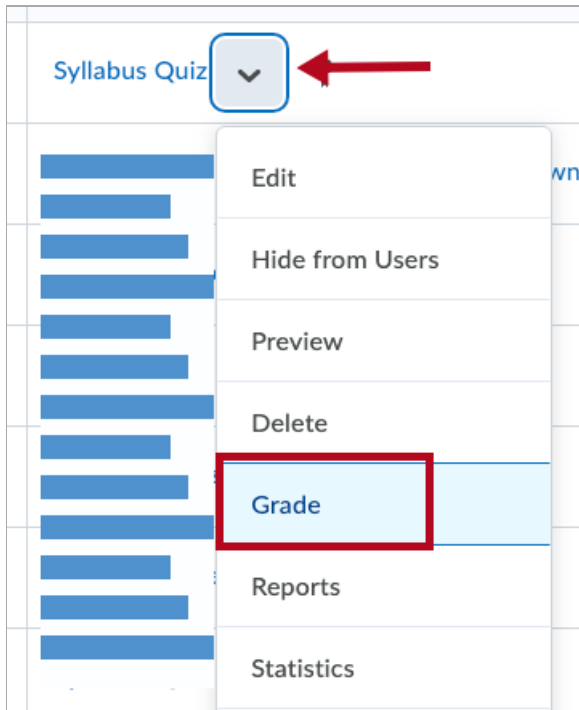 Syllabus Quiz
Edit
Hide from Users
Preview
Delete
Grade
Reports
Statistics